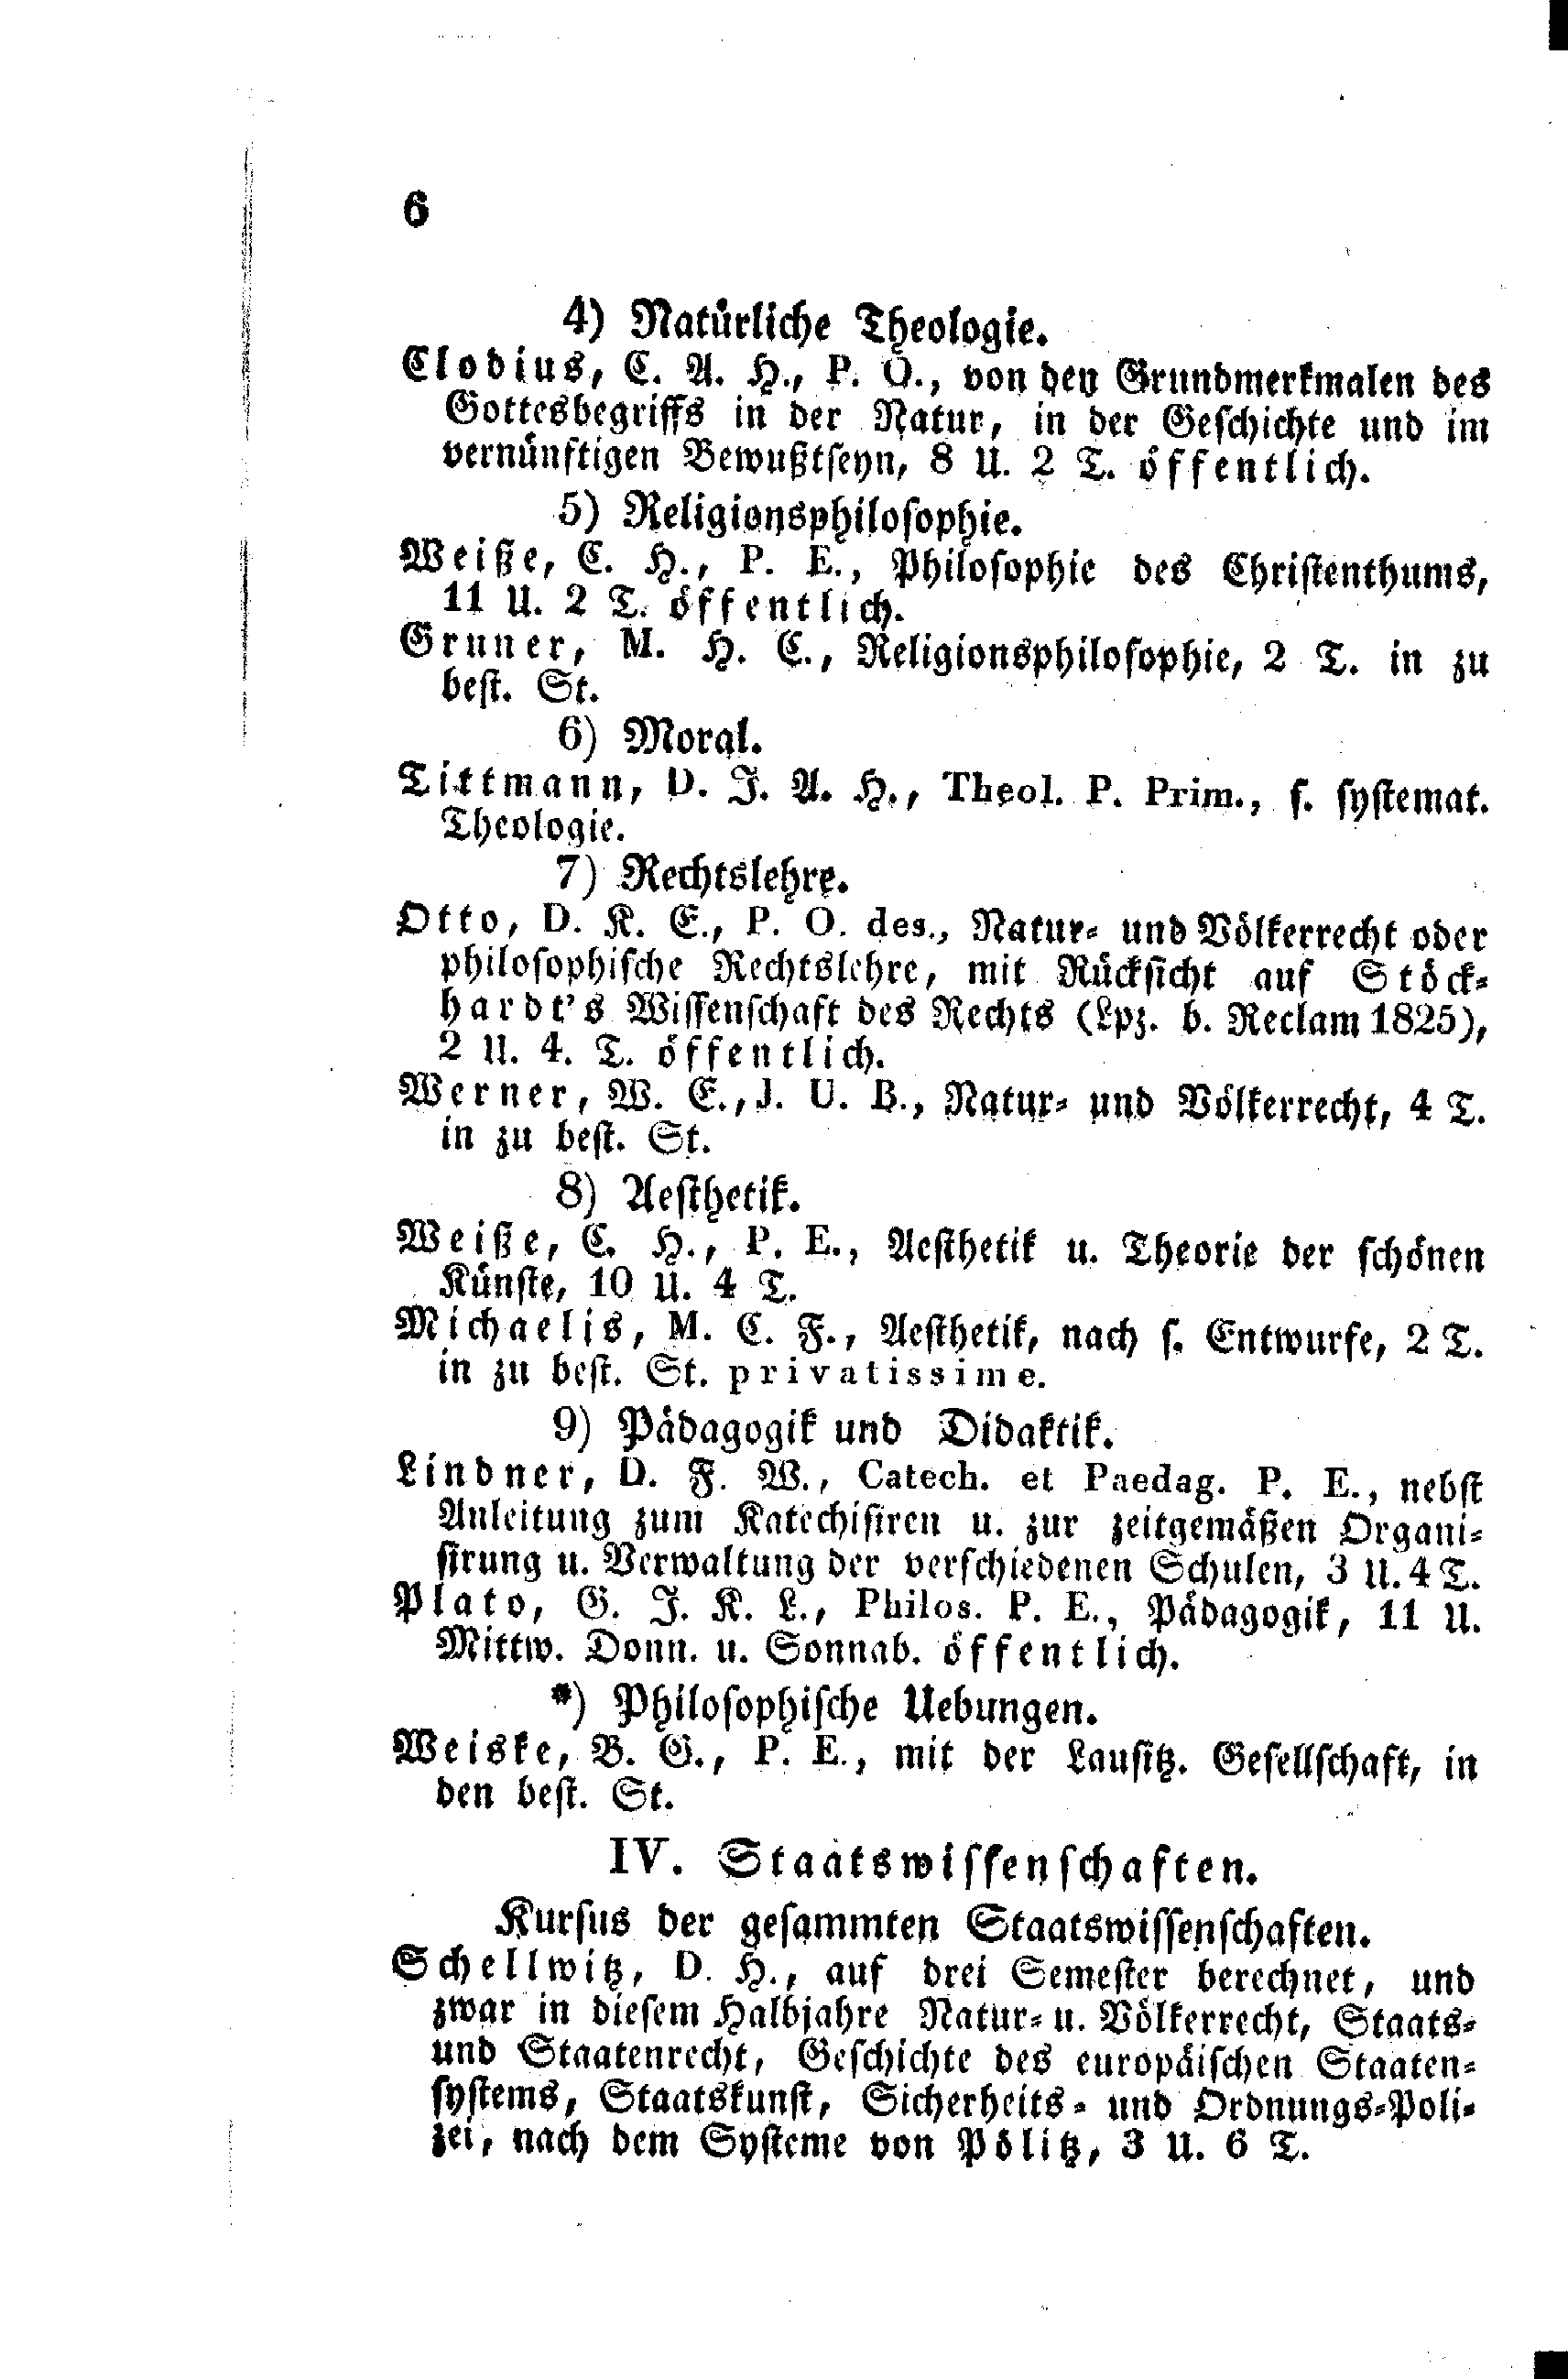 6
4) Natürliche Theologie.
Clodius, C. A. H., P. O., von den Grundmerkmalen des
Gottesbegriffs in der Natur, in der Geschichte und im
vernünftigen Bewußtseyn, 8 U. 2 T. öffentlich.
5) Religionsphilosophie.
Weiße, C. H., P. E., Philosophie des Christenthums,
11 U. 2 T. öffentlich.
Gruner, M. H. C., Religionsphilosophie, 2 T. in zu
best. St.
6) Moral.
Tittmann, D. J. A. H., Theol. P. Prim., s. systemat.
Theologie.
7) Rechtslehre.
Otto, D. K. E., P. O. des., Natur- und Völkerrecht oder
philosophische Rechtslehre, mit Rücksicht auf Stöck-
hardt's Wissenschaft des Rechts (Lpz. b. Reclam 1825),
2 U. 4. T. öffentlich.
Werner, W. E., J. U. B., Natur- und Völkerrecht, 4 T.
in zu best. St.
8) Aesthetik.
Weiße, C. H., P. E., Aesthetik u. Theorie der schönen
Künste, 10 U. 4 T.
Michaelis, M. C. F., Aesthetik, nach s. Entwurfe, 2 T.
in zu best. St. privatissime.
9) Pädagogik und Didaktik.
Lindner, D. F. W., Catech. et Paedag. P. E., nebst
Anleitung zum Katechisiren u. zur zeitgemäßen Organi-
sirung u. Verwaltung der verschiedenen Schulen, 3 U. 4 T.
Plato, G. J. K. L., Philos. P. E., Pädagogik, 11 U.
Mittw. Donn. u. Sonnab. öffentlich.
*) Philosophische Uebungen.
Weiske, B. G., P. E., mit der Lausitz. Gesellschaft, in
den best. St.
IV. Staatswissenschaften.
Kursus der gesammten Staatswissenschaften.
Schellwitz, D. H., auf drei Semester berechnet, und
zwar in diesem Halbjahre Natur- u. Völkerrecht, Staats-
und Staatenrecht, Geschichte des europäischen Staaten-
systems, Staatskunst, Sicherheits- und Ordnungs-Poli-
zei, nach dem Systeme von Pölitz, 3 U. 6 T.